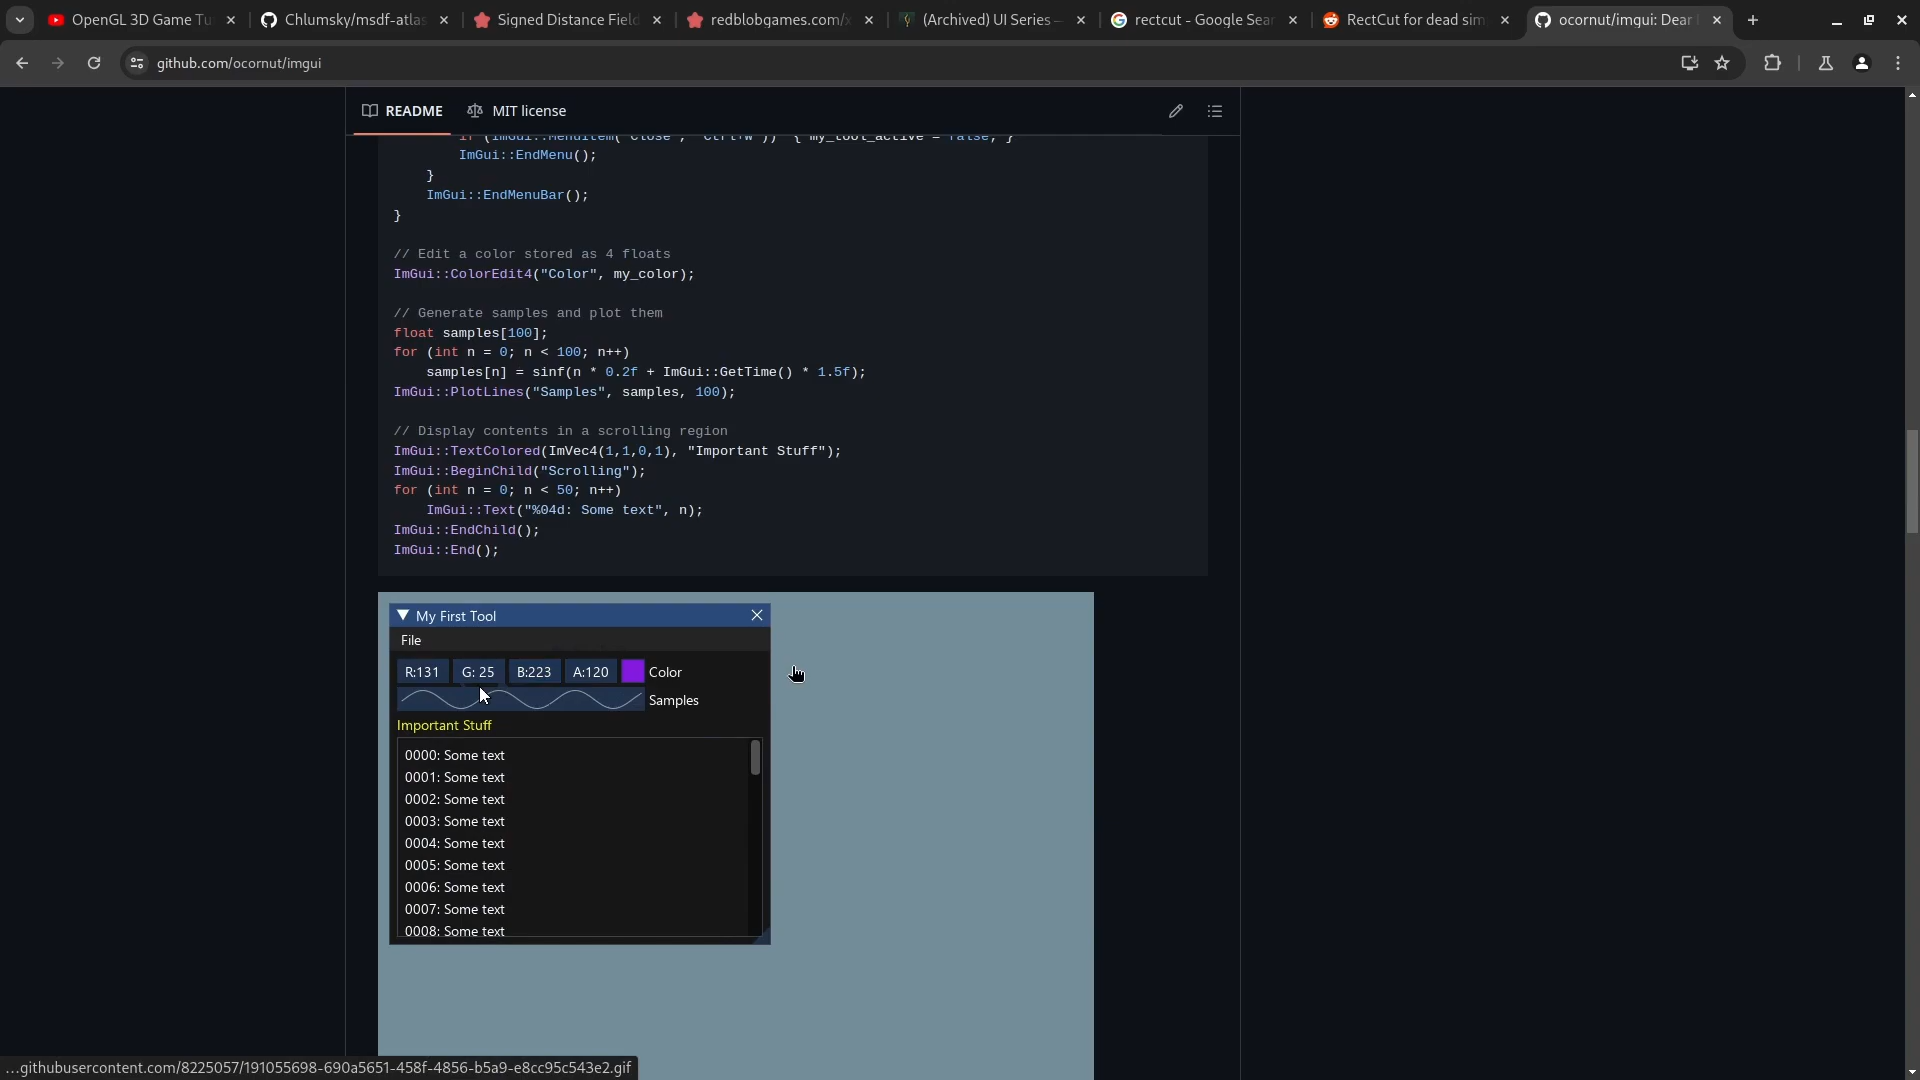 OpenGL 3D Game Tu
Chlumsky/msdf-atlas
Signed Distance Field
redblobgames.com/x
(Archived) UI Series –
rectcut - Google Sear
RectCut for dead sim
ocornut/imgui: Dear
github.com/ocornut/imgui
README
MIT license
if (ImGui::MenuItem("Close", "Ctrl+W")) { my_tool_active = false; }
ImGui::EndMenu();
}
ImGui::EndMenuBar();
}
// Edit a color stored as 4 floats
ImGui::ColorEdit4("Color", my_color);
// Generate samples and plot them
float samples[100];
for (int n = 0; n < 100; n++)
samples[n] = sinf(n * 0.2f + ImGui::GetTime() * 1.5f);
ImGui::PlotLines("Samples", samples, 100);
// Display contents in a scrolling region
ImGui::TextColored(ImVec4(1,1,0,1), "Important Stuff");
ImGui::BeginChild("Scrolling");
for (int n = 0; n < 50; n++)
ImGui::Text("%04d: Some text", n);
ImGui::EndChild();
ImGui::End();
My First Tool
File
R:131 G: 25 B:223 A:120 Color
Samples
Important Stuff
0000: Some text
0001: Some text
0002: Some text
0003: Some text
0004: Some text
0005: Some text
0006: Some text
0007: Some text
0008: Some text
...githubusercontent.com/8225057/191055698-690a5651-458f-4856-b5a9-e8cc95c543e2.gif